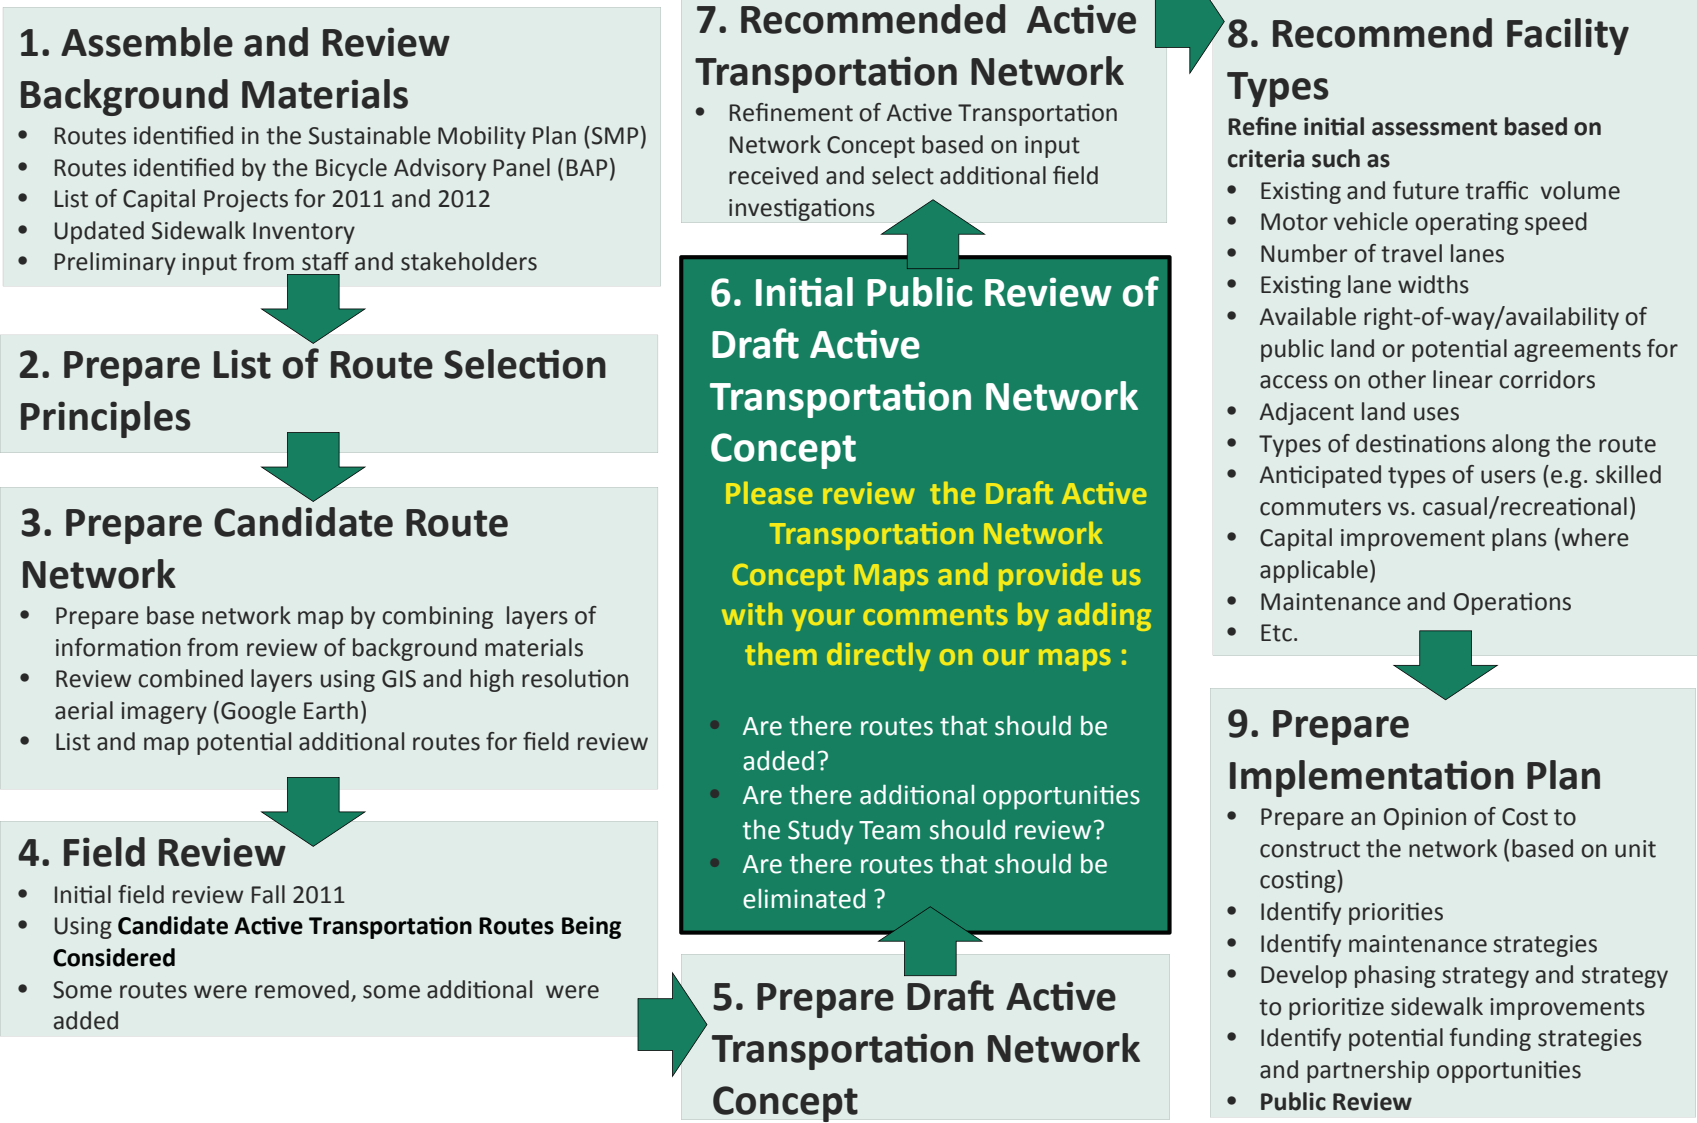 1. Assemble and Review
Background Materials
• Routes identified in the Sustainable Mobility Plan (SMP)
• Routes identified by the Bicycle Advisory Panel (BAP)
• List of Capital Projects for 2011 and 2012
• Updated Sidewalk Inventory
• Preliminary input from staff and stakeholders
2. Prepare List of Route Selection
Principles
3. Prepare Candidate Route
Network
• Prepare base network map by combining layers of
information from review of background materials
• Review combined layers using GIS and high resolution
aerial imagery (Google Earth)
• List and map potential additional routes for field review
4. Field Review
• Initial field review Fall 2011
• Using Candidate Active Transportation Routes Being
Considered
• Some routes were removed, some additional were
added
5. Prepare Draft Active
Transportation Network
Concept
6. Initial Public Review of
Draft Active
Transportation Network
Concept
Please review the Draft Active
Transportation Network
Concept Maps and provide us
with your comments by adding
them directly on our maps :
• Are there routes that should be
added?
• Are there additional opportunities
the Study Team should review?
• Are there routes that should be
eliminated ?
7. Recommended Active
Transportation Network
• Refinement of Active Transportation
Network Concept based on input
received and select additional field
investigations
8. Recommend Facility
Types
Refine initial assessment based on
criteria such as
• Existing and future traffic volume
• Motor vehicle operating speed
• Number of travel lanes
• Existing lane widths
• Available right-of-way/availability of
public land or potential agreements for
access on other linear corridors
• Adjacent land uses
• Types of destinations along the route
• Anticipated types of users (e.g. skilled
commuters vs. casual/recreational)
• Capital improvement plans (where
applicable)
• Maintenance and Operations
• Etc.
9. Prepare
Implementation Plan
• Prepare an Opinion of Cost to
construct the network (based on unit
costing)
• Identify priorities
• Identify maintenance strategies
• Develop phasing strategy and strategy
to prioritize sidewalk improvements
• Identify potential funding strategies
and partnership opportunities
• Public Review